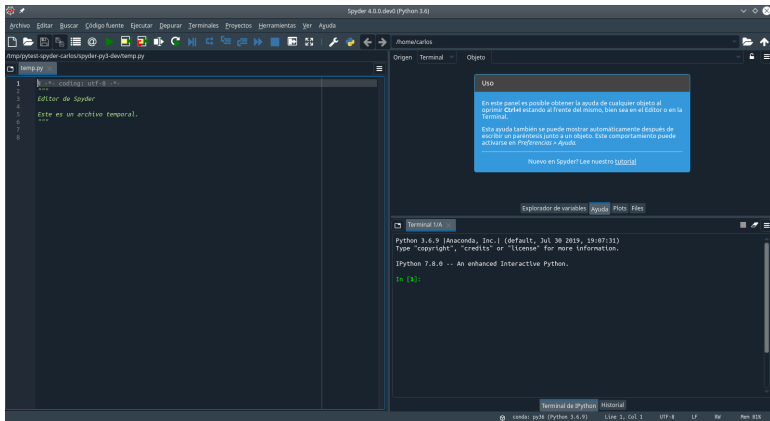 Spyder 4.0.0.dev0 (Python 3.6)
Archivo Editar Buscar Código fuente Ejecutar Depurar Terminales Proyectos Herramientas Ver Ayuda
/home/carlos
/tmp/pytest-spyder-carlos/spyder-py3-dev/temp.py
temp.py
1 # -*- coding: utf-8 -*-
2 """
3 Editor de Spyder
4
5 Este es un archivo temporal.
6 """
7
8
Origen Terminal Objeto
Uso
En este panel es posible obtener la ayuda de cualquier objeto al
oprimir Ctrl+I estando al frente del mismo, bien sea en el Editor o en la
Terminal.
Esta ayuda también se puede mostrar automáticamente después de
escribir un paréntesis junto a un objeto. Este comportamiento puede
activarse en Preferencias > Ayuda.
Nuevo en Spyder? Lee nuestro tutorial
Explorador de variables Ayuda Plots Files
Terminal 1/A
Python 3.6.9 |Anaconda, Inc.| (default, Jul 30 2019, 19:07:31)
Type "copyright", "credits" or "license" for more information.
IPython 7.8.0 -- An enhanced Interactive Python.
In [1]:
Terminal de IPython Historial
conda: py36 (Python 3.6.9) Line 1, Col 1 UTF-8 LF RW Mem 81%